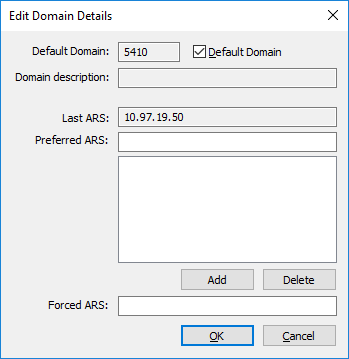 Edit Domain Details
Default Domain: 5410 Default Domain
Domain description:
Last ARS: 10.97.19.50
Preferred ARS:
Add Delete
Forced ARS:
OK Cancel